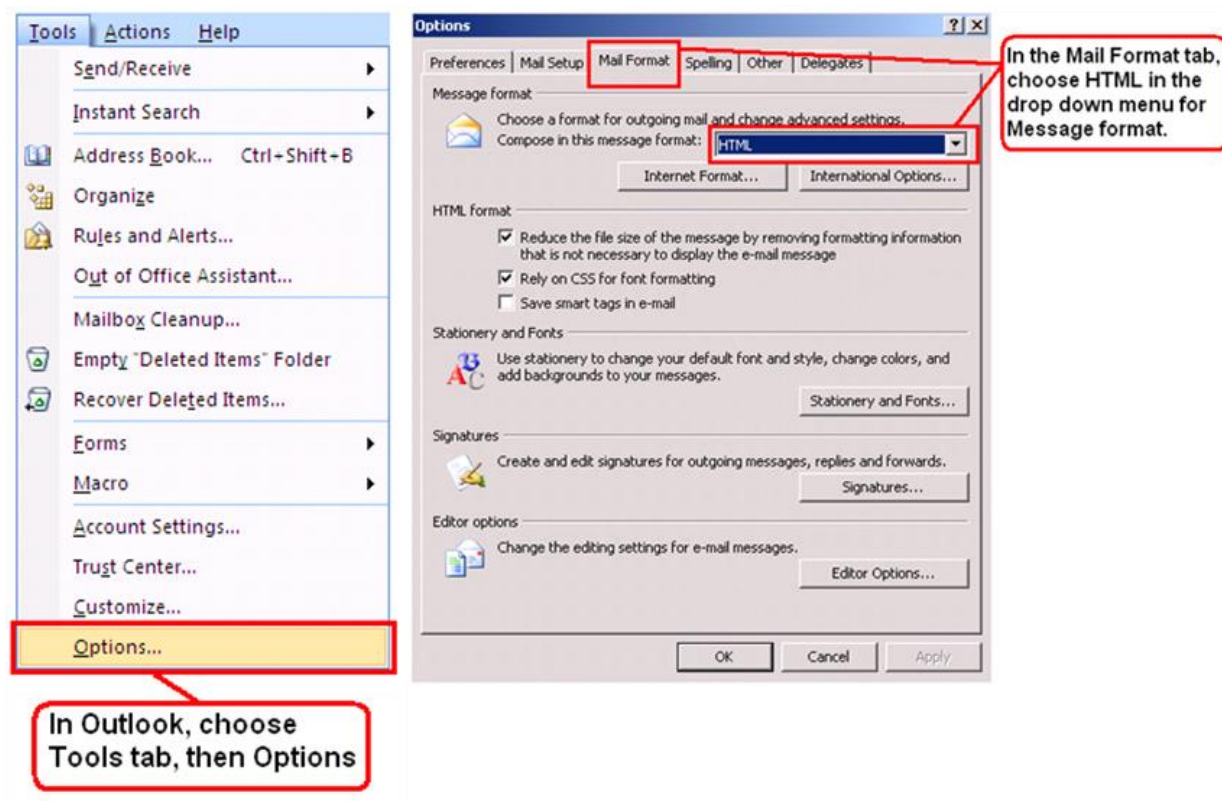 Tools Actions Help
Send/Receive
Instant Search
Address Book... Ctrl+Shift+B
Organize
Rules and Alerts...
Out of Office Assistant...
Mailbox Cleanup...
Empty "Deleted Items" Folder
Recover Deleted Items...
Forms
Macro
Account Settings...
Trust Center...
Customize...
Options...
In Outlook, choose
Tools tab, then Options
Options
Preferences Mail Setup Mail Format Spelling Other Delegates
Message format
Choose a format for outgoing mail and change advanced settings.
Compose in this message format: HTML
Internet Format... International Options...
HTML format
Reduce the file size of the message by removing formatting information
that is not necessary to display the e-mail message
Rely on CSS for font formatting
Save smart tags in e-mail
Stationery and Fonts
Use stationery to change your default font and style, change colors, and
add backgrounds to your messages.
Stationery and Fonts...
Signatures
Create and edit signatures for outgoing messages, replies and forwards.
Signatures...
Editor options
Change the editing settings for e-mail messages.
Editor Options...
OK Cancel Apply
In the Mail Format tab,
choose HTML in the
drop down menu for
Message format.